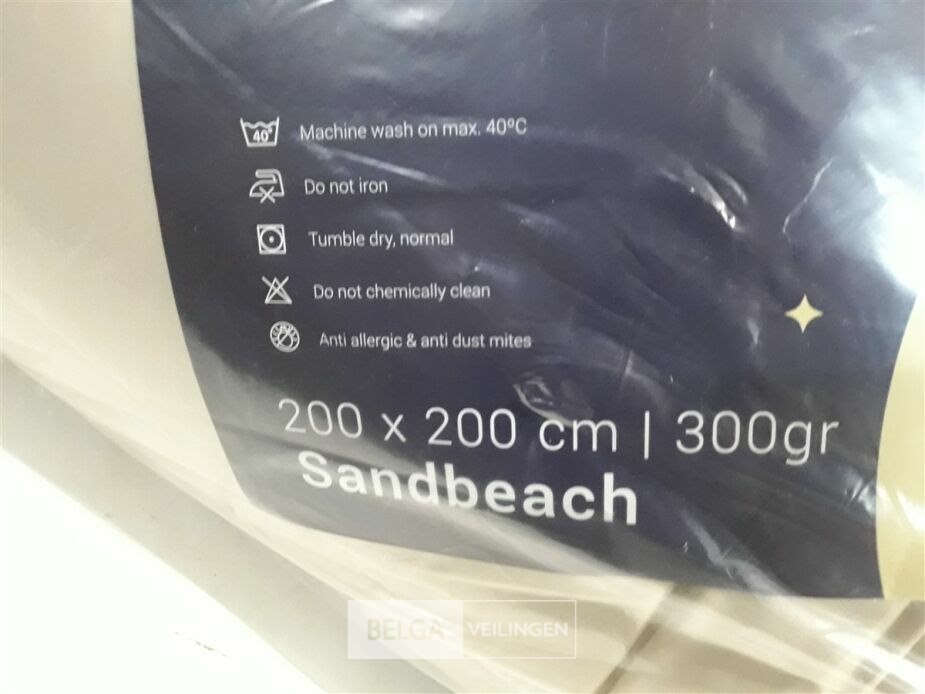 40°
Machine wash on max. 40°C
Do not iron
Tumble dry, normal
Do not chemically clean
Anti allergic & anti dust mites
200 x 200 cm | 300gr
Sandbeach
BELGA VEILINGEN